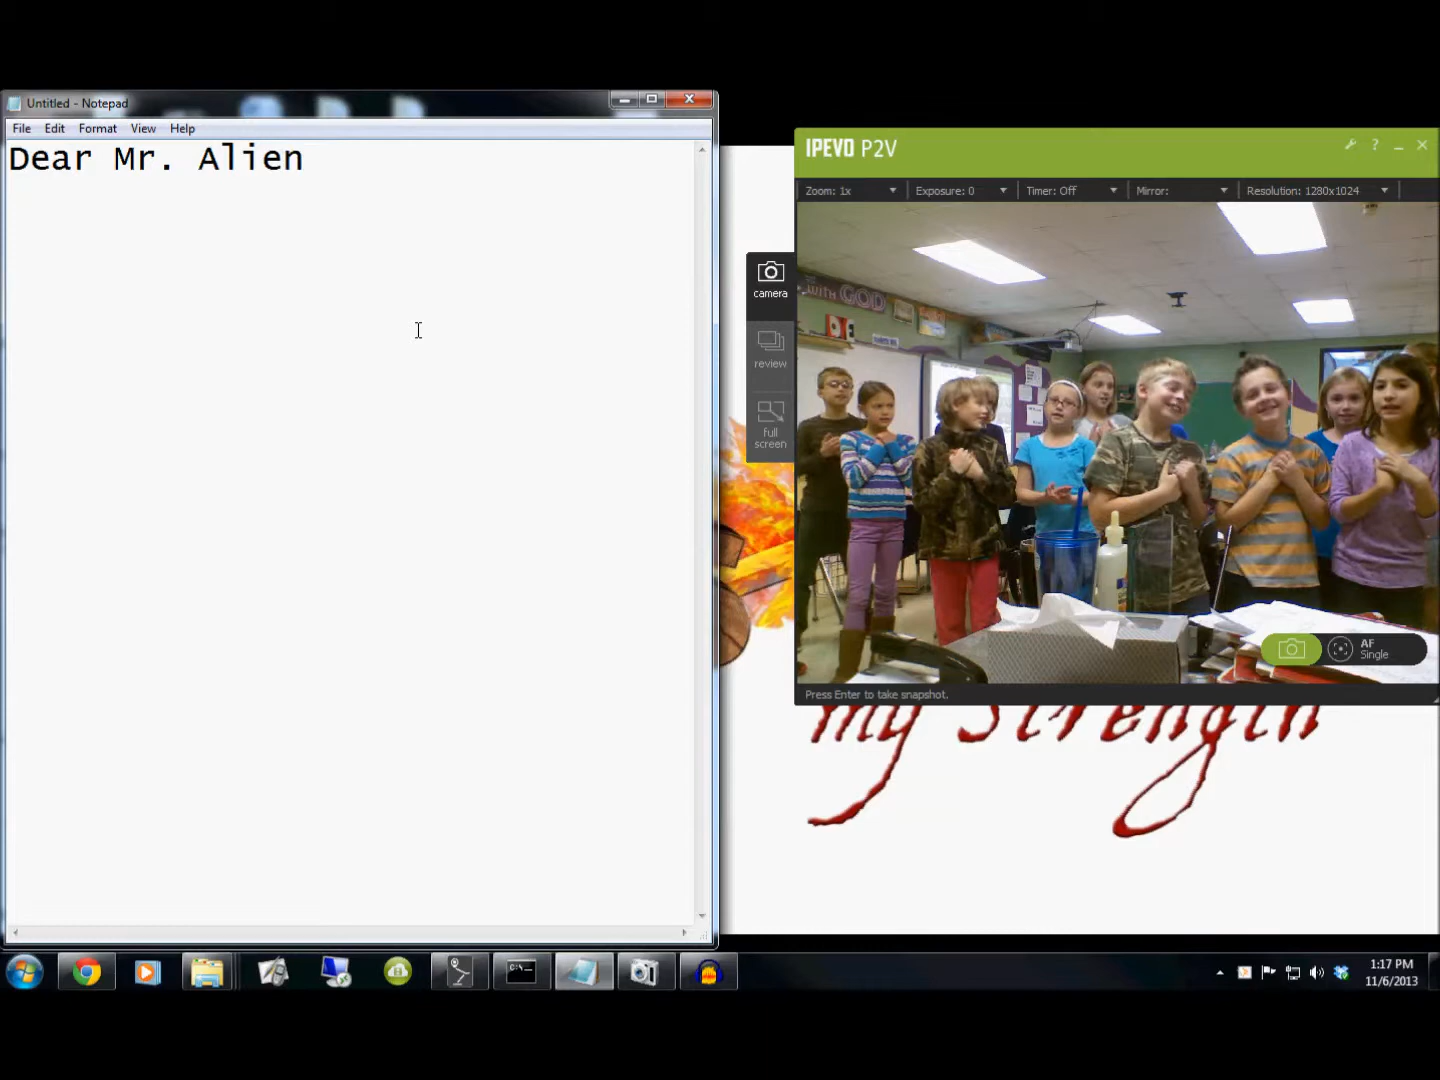 Untitled - Notepad
File Edit Format View Help
Dear Mr. Alien
IPEVO P2V
?
Zoom: 1x Exposure: 0 Timer: Off Mirror: Resolution: 1280x1024
camera
review
full
screen
WITH GOD
AF
Single
Press Enter to take snapshot.
my Strength
C:\
1:17 PM
11/6/2013